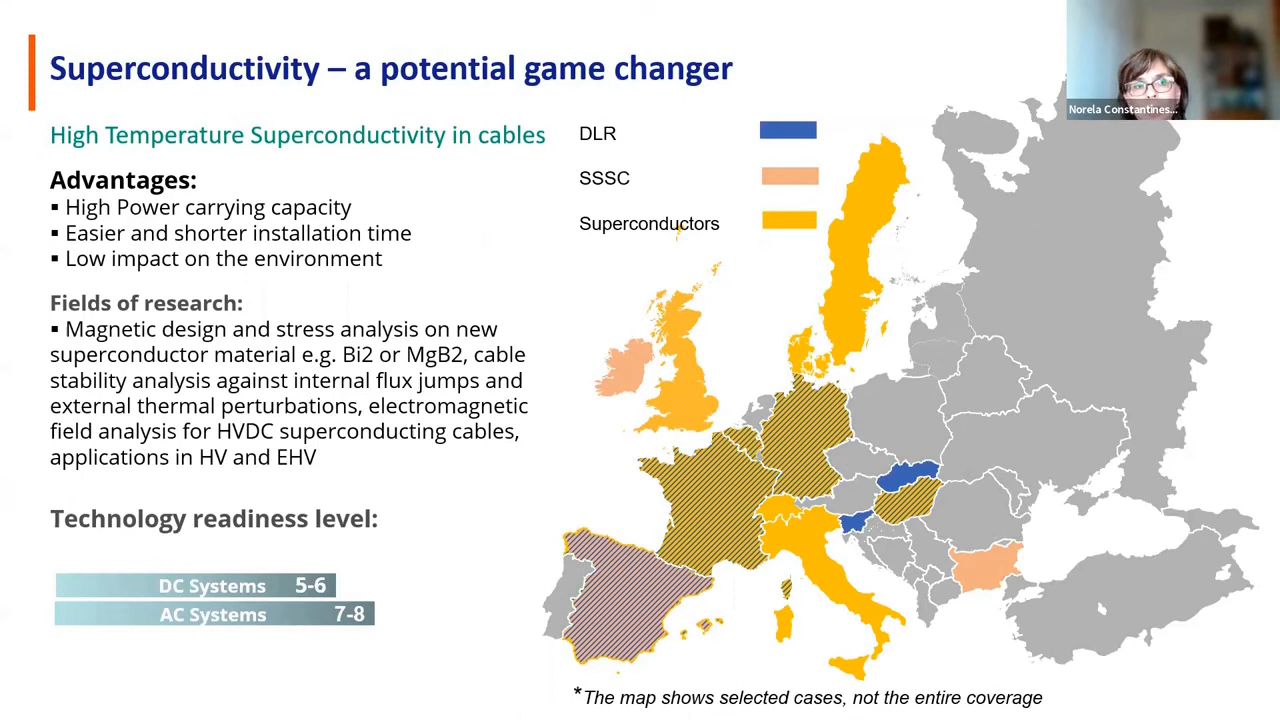 Superconductivity – a potential game changer
Norela Constantines...
High Temperature Superconductivity in cables
Advantages:
▪ High Power carrying capacity
▪ Easier and shorter installation time
▪ Low impact on the environment
Fields of research:
▪ Magnetic design and stress analysis on new
superconductor material e.g. Bi2 or MgB2, cable
stability analysis against internal flux jumps and
external thermal perturbations, electromagnetic
field analysis for HVDC superconducting cables,
applications in HV and EHV
Technology readiness level:
DC Systems 5-6
AC Systems 7-8
DLR
SSSC
Superconductors
*The map shows selected cases, not the entire coverage